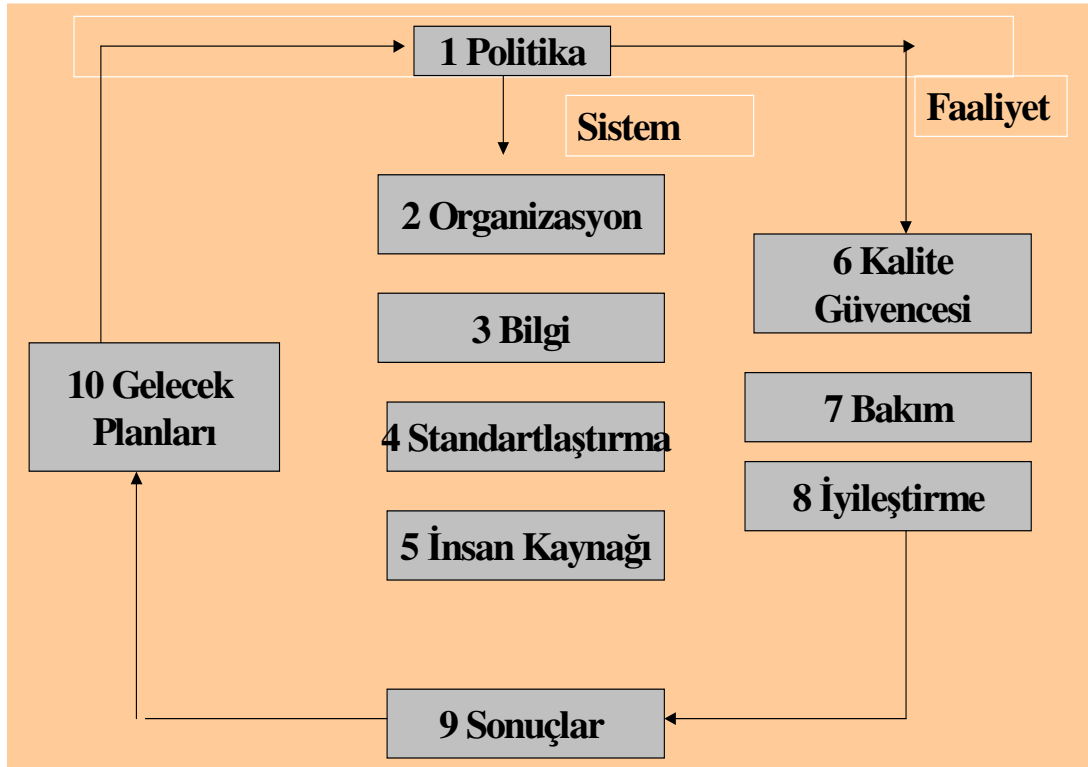 1 Politika
Sistem
Faaliyet
2 Organizasyon
3 Bilgi
4 Standartlaştırma
5 İnsan Kaynağı
6 Kalite
Güvencesi
7 Bakım
8 İyileştirme
9 Sonuçlar
10 Gelecek
Planları